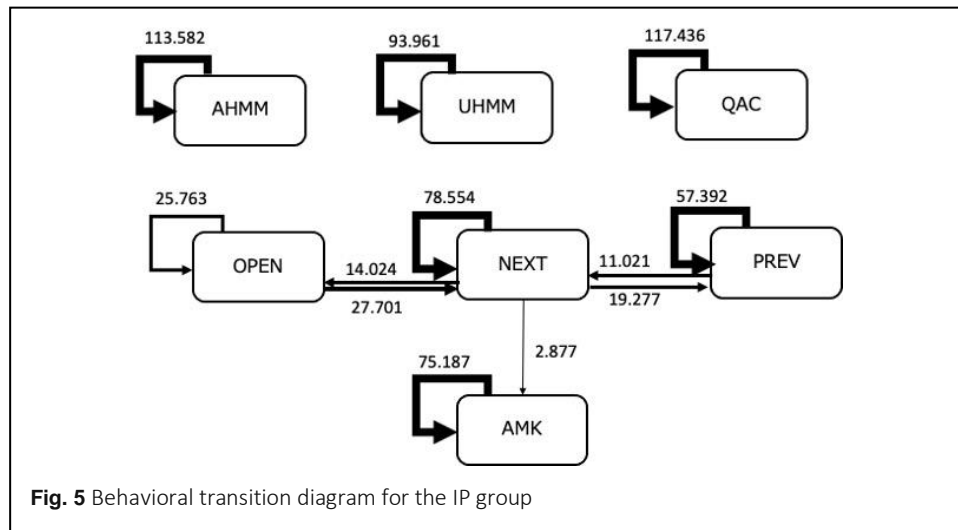 113.582
93.961
117.436
AHMM
UHMM
QAC
25.763
78.554
57.392
OPEN
14.024
27.701
NEXT
11.021
19.277
PREV
2.877
75.187
AMK
Fig. 5 Behavioral transition diagram for the IP group